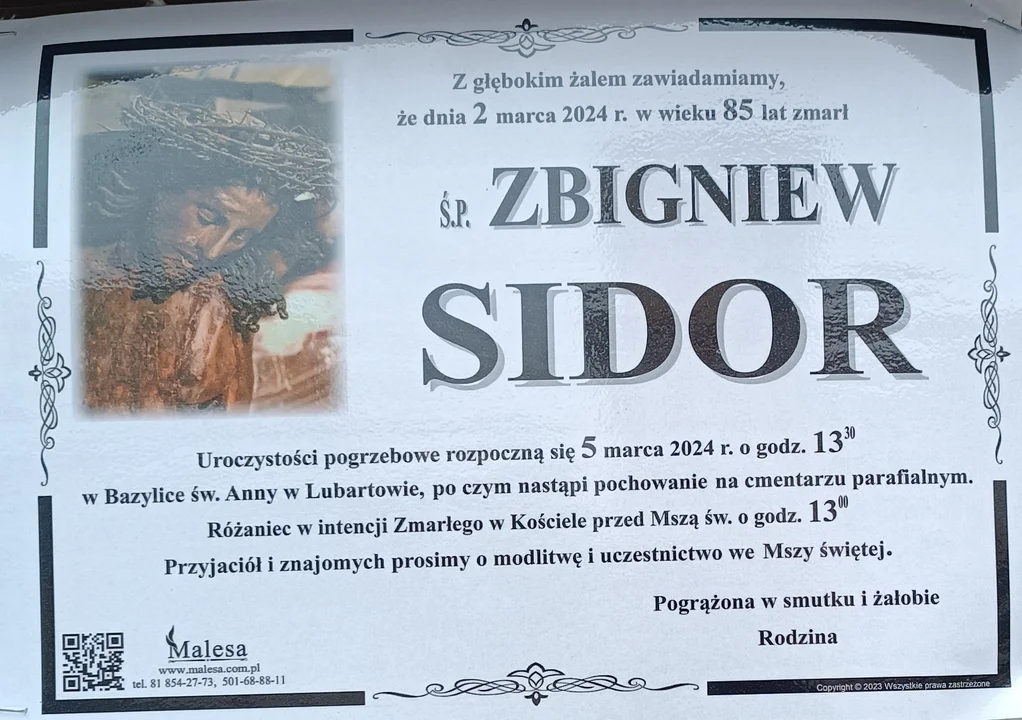 Z głębokim żalem zawiadamiamy,
że dnia 2 marca 2024 r. w wieku 85 lat zmarł
Ś.P. ZBIGNIEW
SIDOR
Uroczystości pogrzebowe rozpoczną się 5 marca 2024 r. o godz. 13³⁰
w Bazylice św. Anny w Lubartowie, po czym nastąpi pochowanie na cmentarzu parafialnym.
Różaniec w intencji Zmarłego w Kościele przed Mszą św. o godz. 13⁰⁰
Przyjaciół i znajomych prosimy o modlitwę i uczestnictwo we Mszy świętej.
Pogrążona w smutku i żałobie
Rodzina
Malesa
www.malesa.com.pl
tel. 81 854-27-73, 501-68-88-11
Copyright © 2023 Wszystkie prawa zastrzeżone